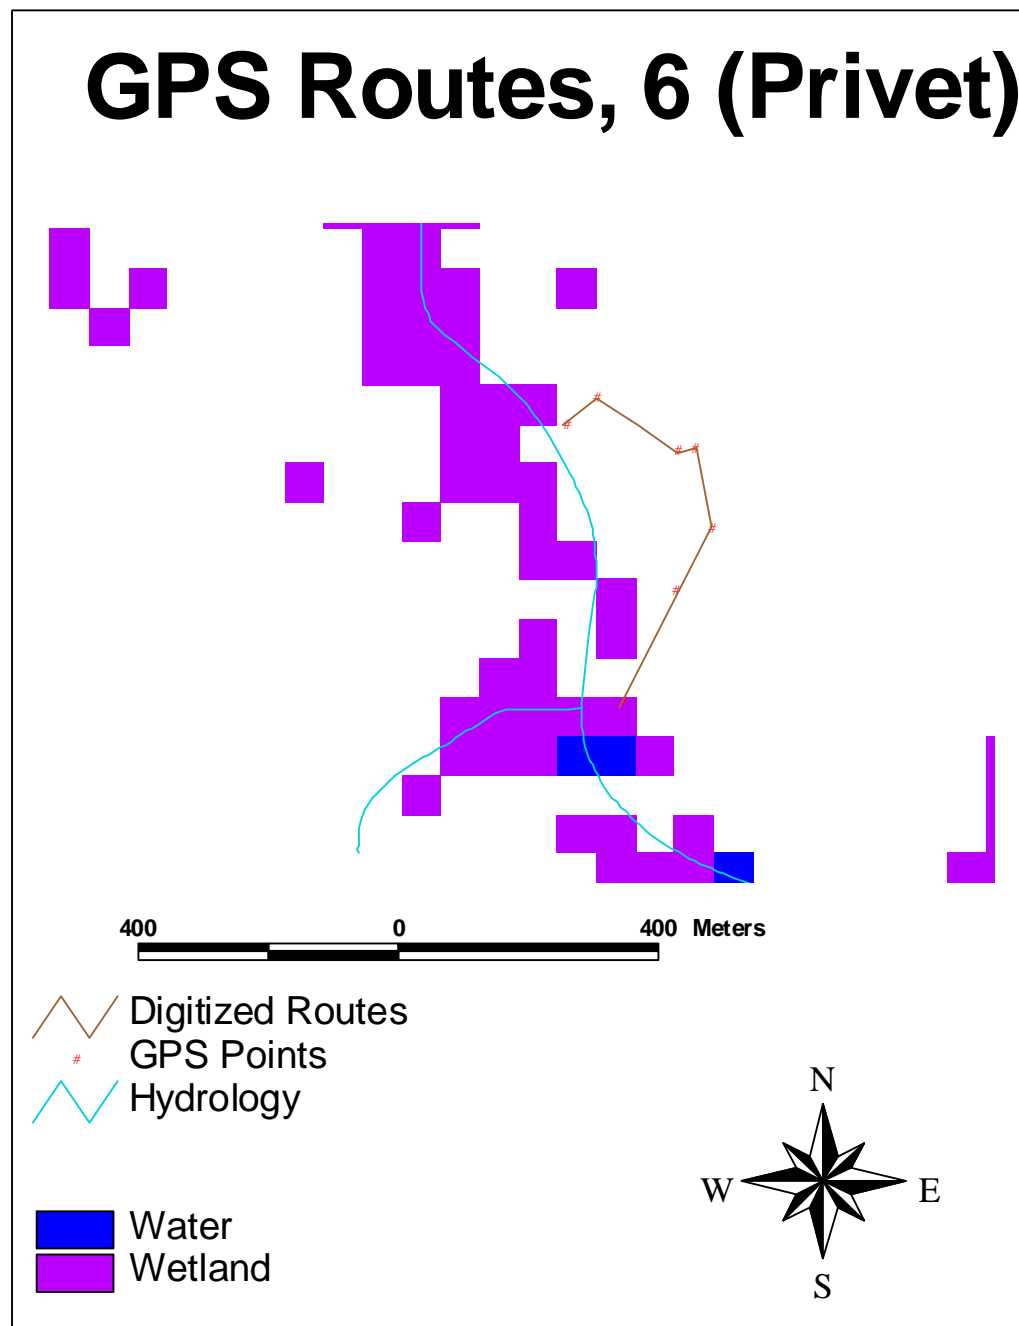 GPS Routes, 6 (Privet)
400 0 400 Meters
Digitized Routes
# GPS Points
Hydrology
N
W E
S
Water
Wetland